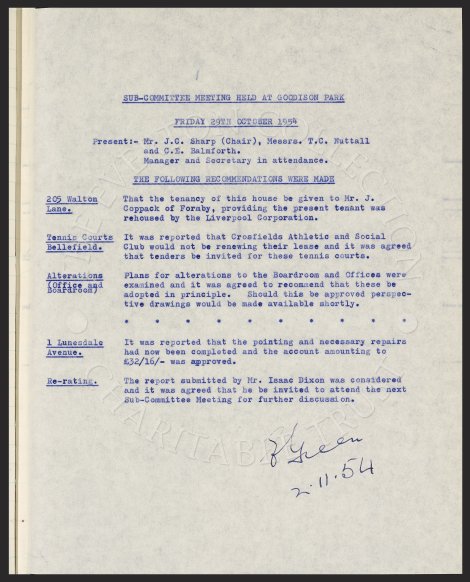 SUB-COMMITTEE MEETING HELD AT GOODISON PARK
FRIDAY 29TH OCTOBER 1954
Present:- Mr. J.C. Sharp (Chair), Messrs. T.C. Nuttall
and C.E. Balmforth.
Manager and Secretary in attendance.
THE FOLLOWING RECOMMENDATIONS WERE MADE
205 Walton
Lane.
That the tenancy of this house be given to Mr. J.
Coppack of Formby, providing the present tenant was
rehoused by the Liverpool Corporation.
Tennis Courts
Bellefield.
It was reported that Crosfields Athletic and Social
Club would not be renewing their lease and it was agreed
that tenders be invited for these tennis courts.
Alterations
(Office and
Boardroom)
Plans for alterations to the Boardroom and Offices were
examined and it was agreed to recommend that these be
adopted in principle. Should this be approved perspec-
tive drawings would be made available shortly.
* * * * * * * * * * * *
1 Lunesdale
Avenue.
It was reported that the pointing and necessary repairs
had now been completed and the account amounting to
£32/16/- was approved.
Re-rating.
The report submitted by Mr. Isaac Dixon was considered
and it was agreed that he be invited to attend the next
Sub-Committee Meeting for further discussion.
Green
2.11.54
CHARITABLE TRUST